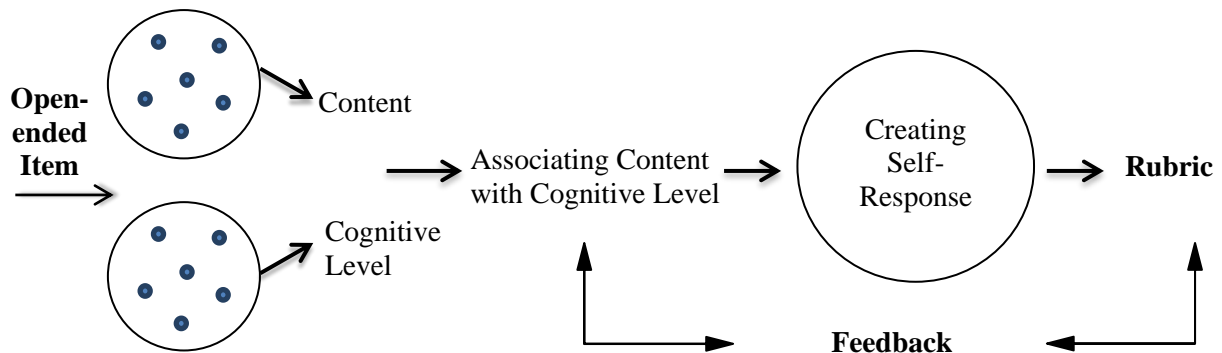 Open-
ended
Item
Content
Cognitive
Level
Associating Content
with Cognitive Level
Creating
Self-
Response
Rubric
Feedback